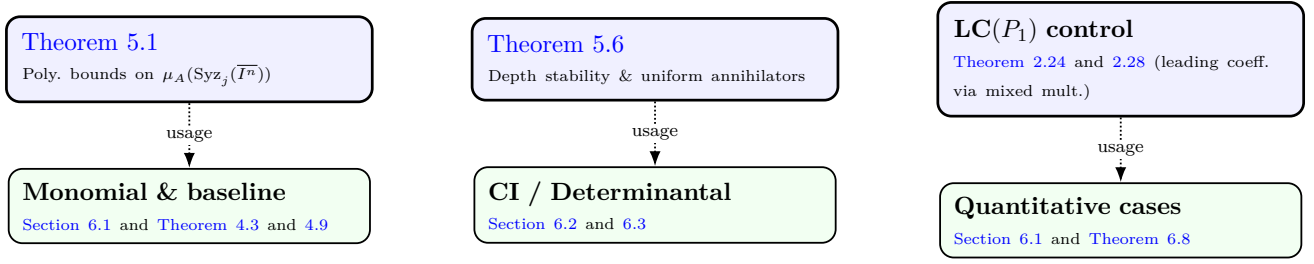 Theorem 5.1
Poly. bounds on μ_A(Syz_j(\overline{I^n}))
usage
Monomial & baseline
Section 6.1 and Theorem 4.3 and 4.9
Theorem 5.6
Depth stability & uniform annihilators
usage
CI / Determinantal
Section 6.2 and 6.3
LC(P₁) control
Theorem 2.24 and 2.28 (leading coeff.
via mixed mult.)
usage
Quantitative cases
Section 6.1 and Theorem 6.8